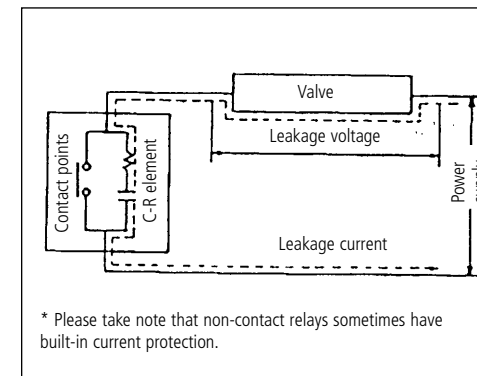 Valve
Leakage voltage
Contact points
C-R element
Power
Leakage current
* Please take note that non-contact relays sometimes have
built-in current protection.